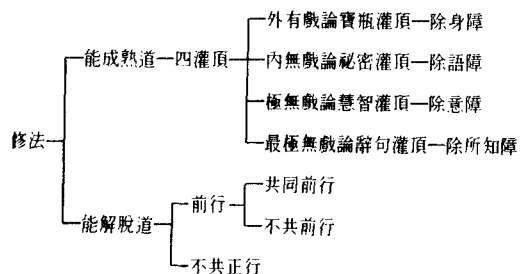 外有戲論寶瓶灌頂—除身障
能成熟道—四灌頂
內無戲論祕密灌頂—除語障
極無戲論慧智灌頂—除意障
修法
最極無戲論辭句灌頂—除所知障
共同前行
前行
不共前行
能解脫道
不共正行